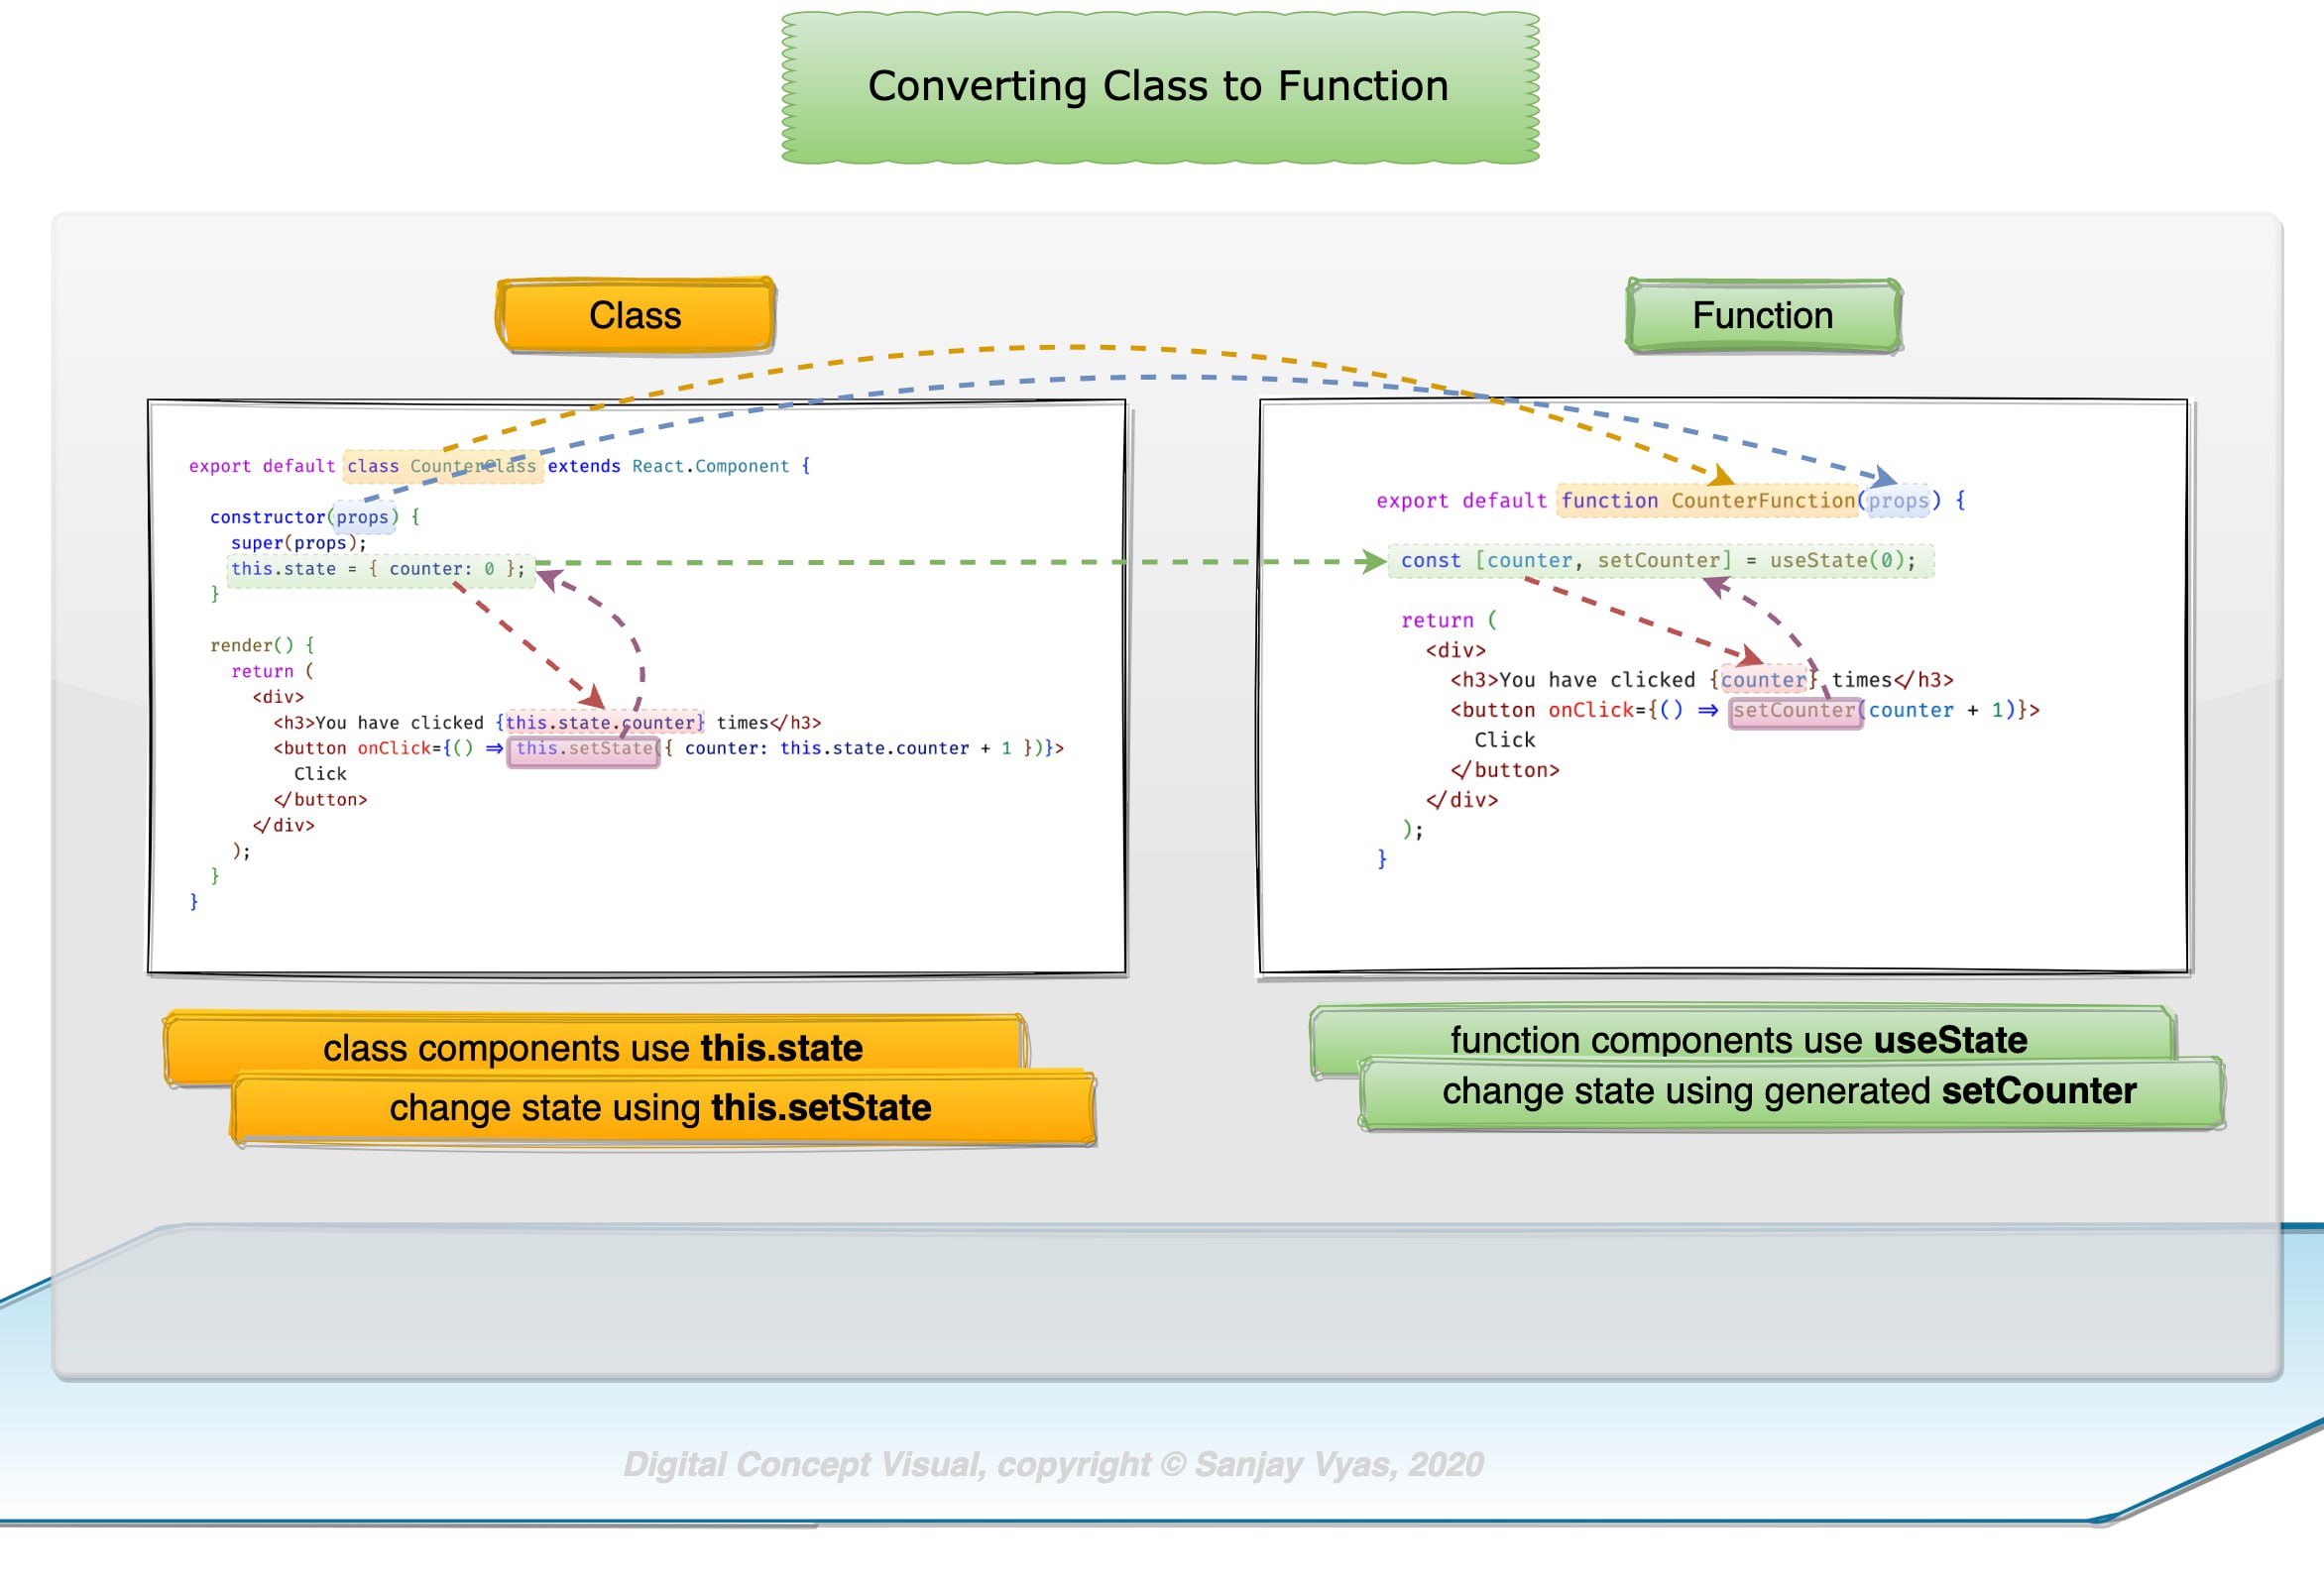 Converting Class to Function
Class
export default class CounterClass extends React.Component {
constructor(props) {
super(props);
this.state = { counter: 0 };
}
render() {
return (
<div>
<h3>You have clicked {this.state.counter} times</h3>
<button onClick={() => this.setState({ counter: this.state.counter + 1 })}>
Click
</button>
</div>
);
}
}
class components use this.state
change state using this.setState
Function
export default function CounterFunction(props) {
const [counter, setCounter] = useState(0);
return (
<div>
<h3>You have clicked {counter} times</h3>
<button onClick={() => setCounter(counter + 1)}>
Click
</button>
</div>
);
}
function components use useState
change state using generated setCounter
Digital Concept Visual, copyright © Sanjay Vyas, 2020